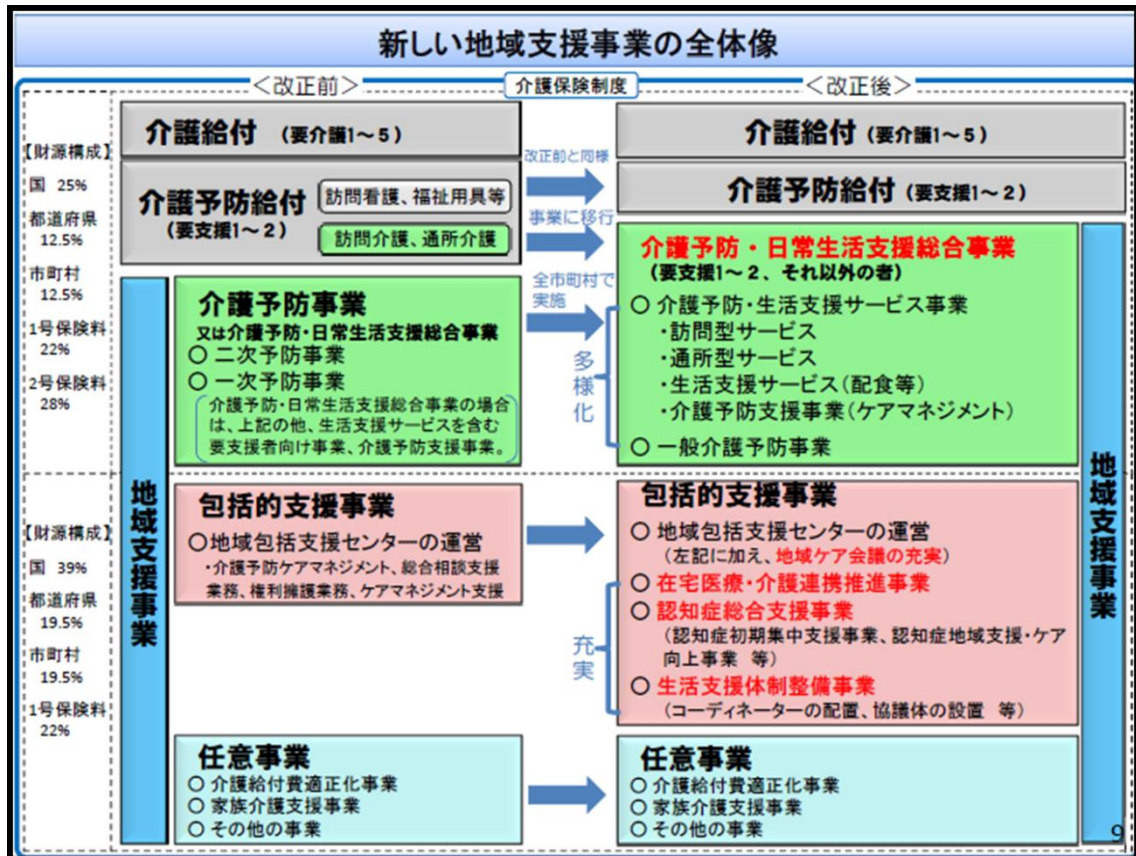 新しい地域支援事業の全体像
<改正前>
介護保険制度
<改正後>
【財源構成】
国 25%
都道府県
12.5%
市町村
12.5%
1号保険料
22%
2号保険料
28%
介護給付 (要介護1~5)
介護予防給付
(要支援1~2)
訪問看護、福祉用具等
訪問介護、通所介護
改正前と同様
事業に移行
全市町村で
実施
多様化
介護給付 (要介護1~5)
介護予防給付 (要支援1~2)
介護予防事業
又は介護予防・日常生活支援総合事業
○ 二次予防事業
○ 一次予防事業
介護予防・日常生活支援総合事業の場合
は、上記の他、生活支援サービスを含む
要支援者向け事業、介護予防支援事業。
介護予防・日常生活支援総合事業
(要支援1~2、それ以外の者)
○ 介護予防・生活支援サービス事業
・訪問型サービス
・通所型サービス
・生活支援サービス(配食等)
・介護予防支援事業(ケアマネジメント)
○ 一般介護予防事業
地域支援事業
【財源構成】
国 39%
都道府県
19.5%
市町村
19.5%
1号保険料
22%
包括的支援事業
○地域包括支援センターの運営
・介護予防ケアマネジメント、総合相談支援
業務、権利擁護業務、ケアマネジメント支援
充実
包括的支援事業
○ 地域包括支援センターの運営
(左記に加え、地域ケア会議の充実)
○ 在宅医療・介護連携推進事業
○ 認知症総合支援事業
(認知症初期集中支援事業、認知症地域支援・ケア
向上事業 等)
○ 生活支援体制整備事業
(コーディネーターの配置、協議体の設置 等)
地域支援事業
任意事業
○ 介護給付費適正化事業
○ 家族介護支援事業
○ その他の事業
任意事業
○ 介護給付費適正化事業
○ 家族介護支援事業
○ その他の事業
9